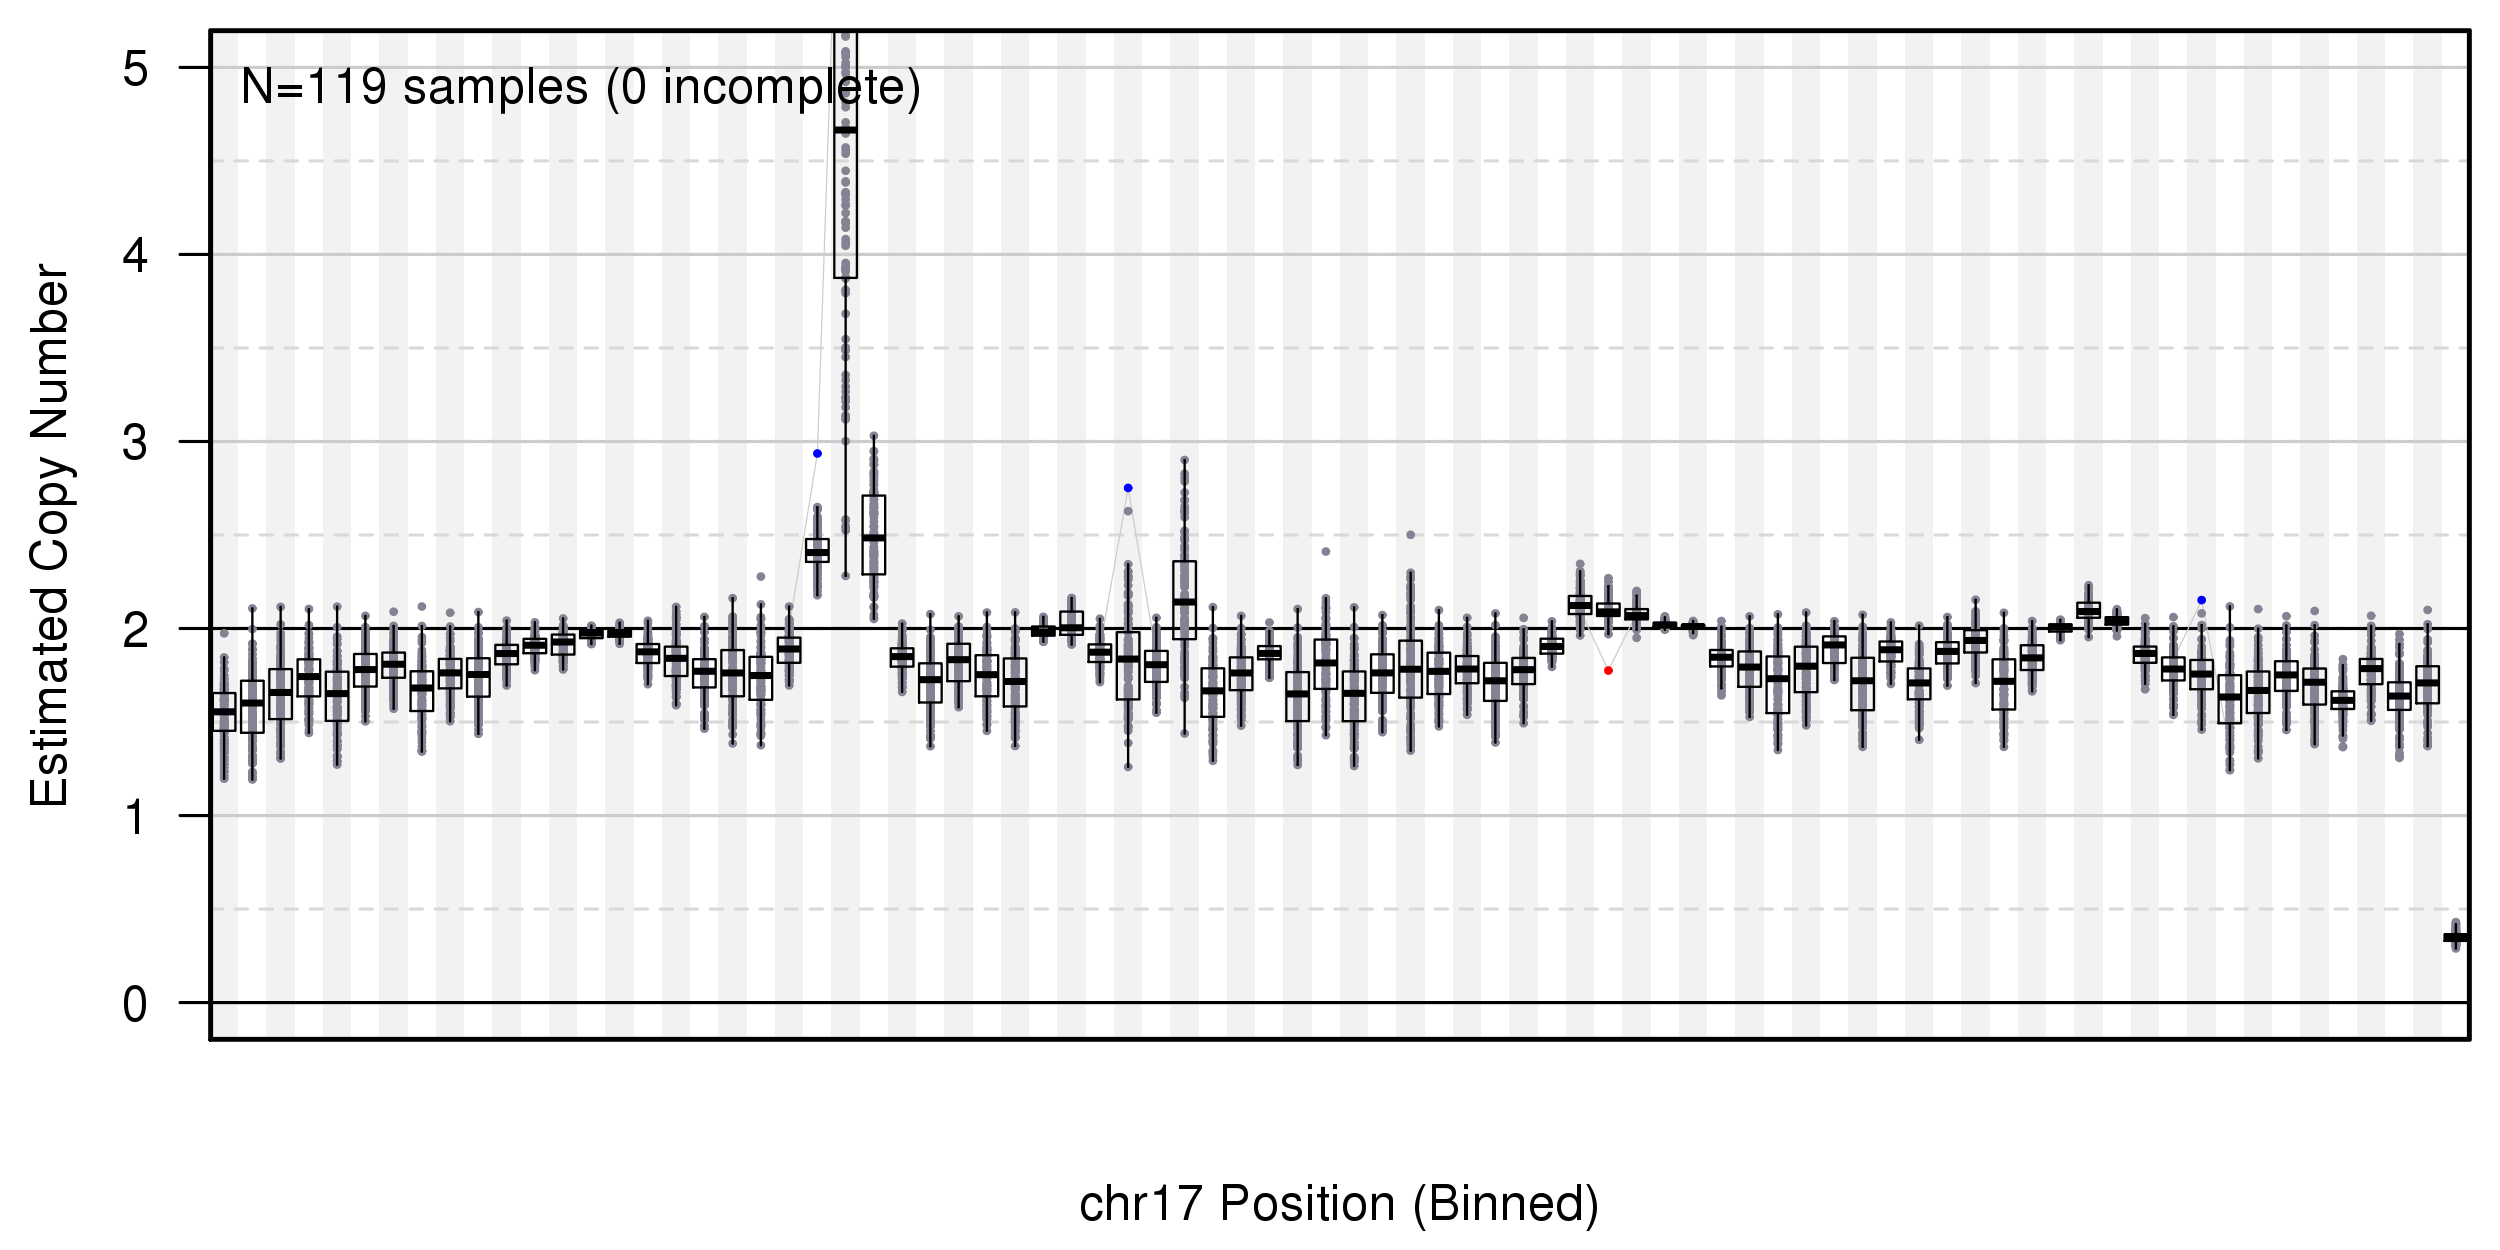 N=119 samples (0 incomplete)
5
4
3
2
1
0
Estimated Copy Number
chr17 Position (Binned)